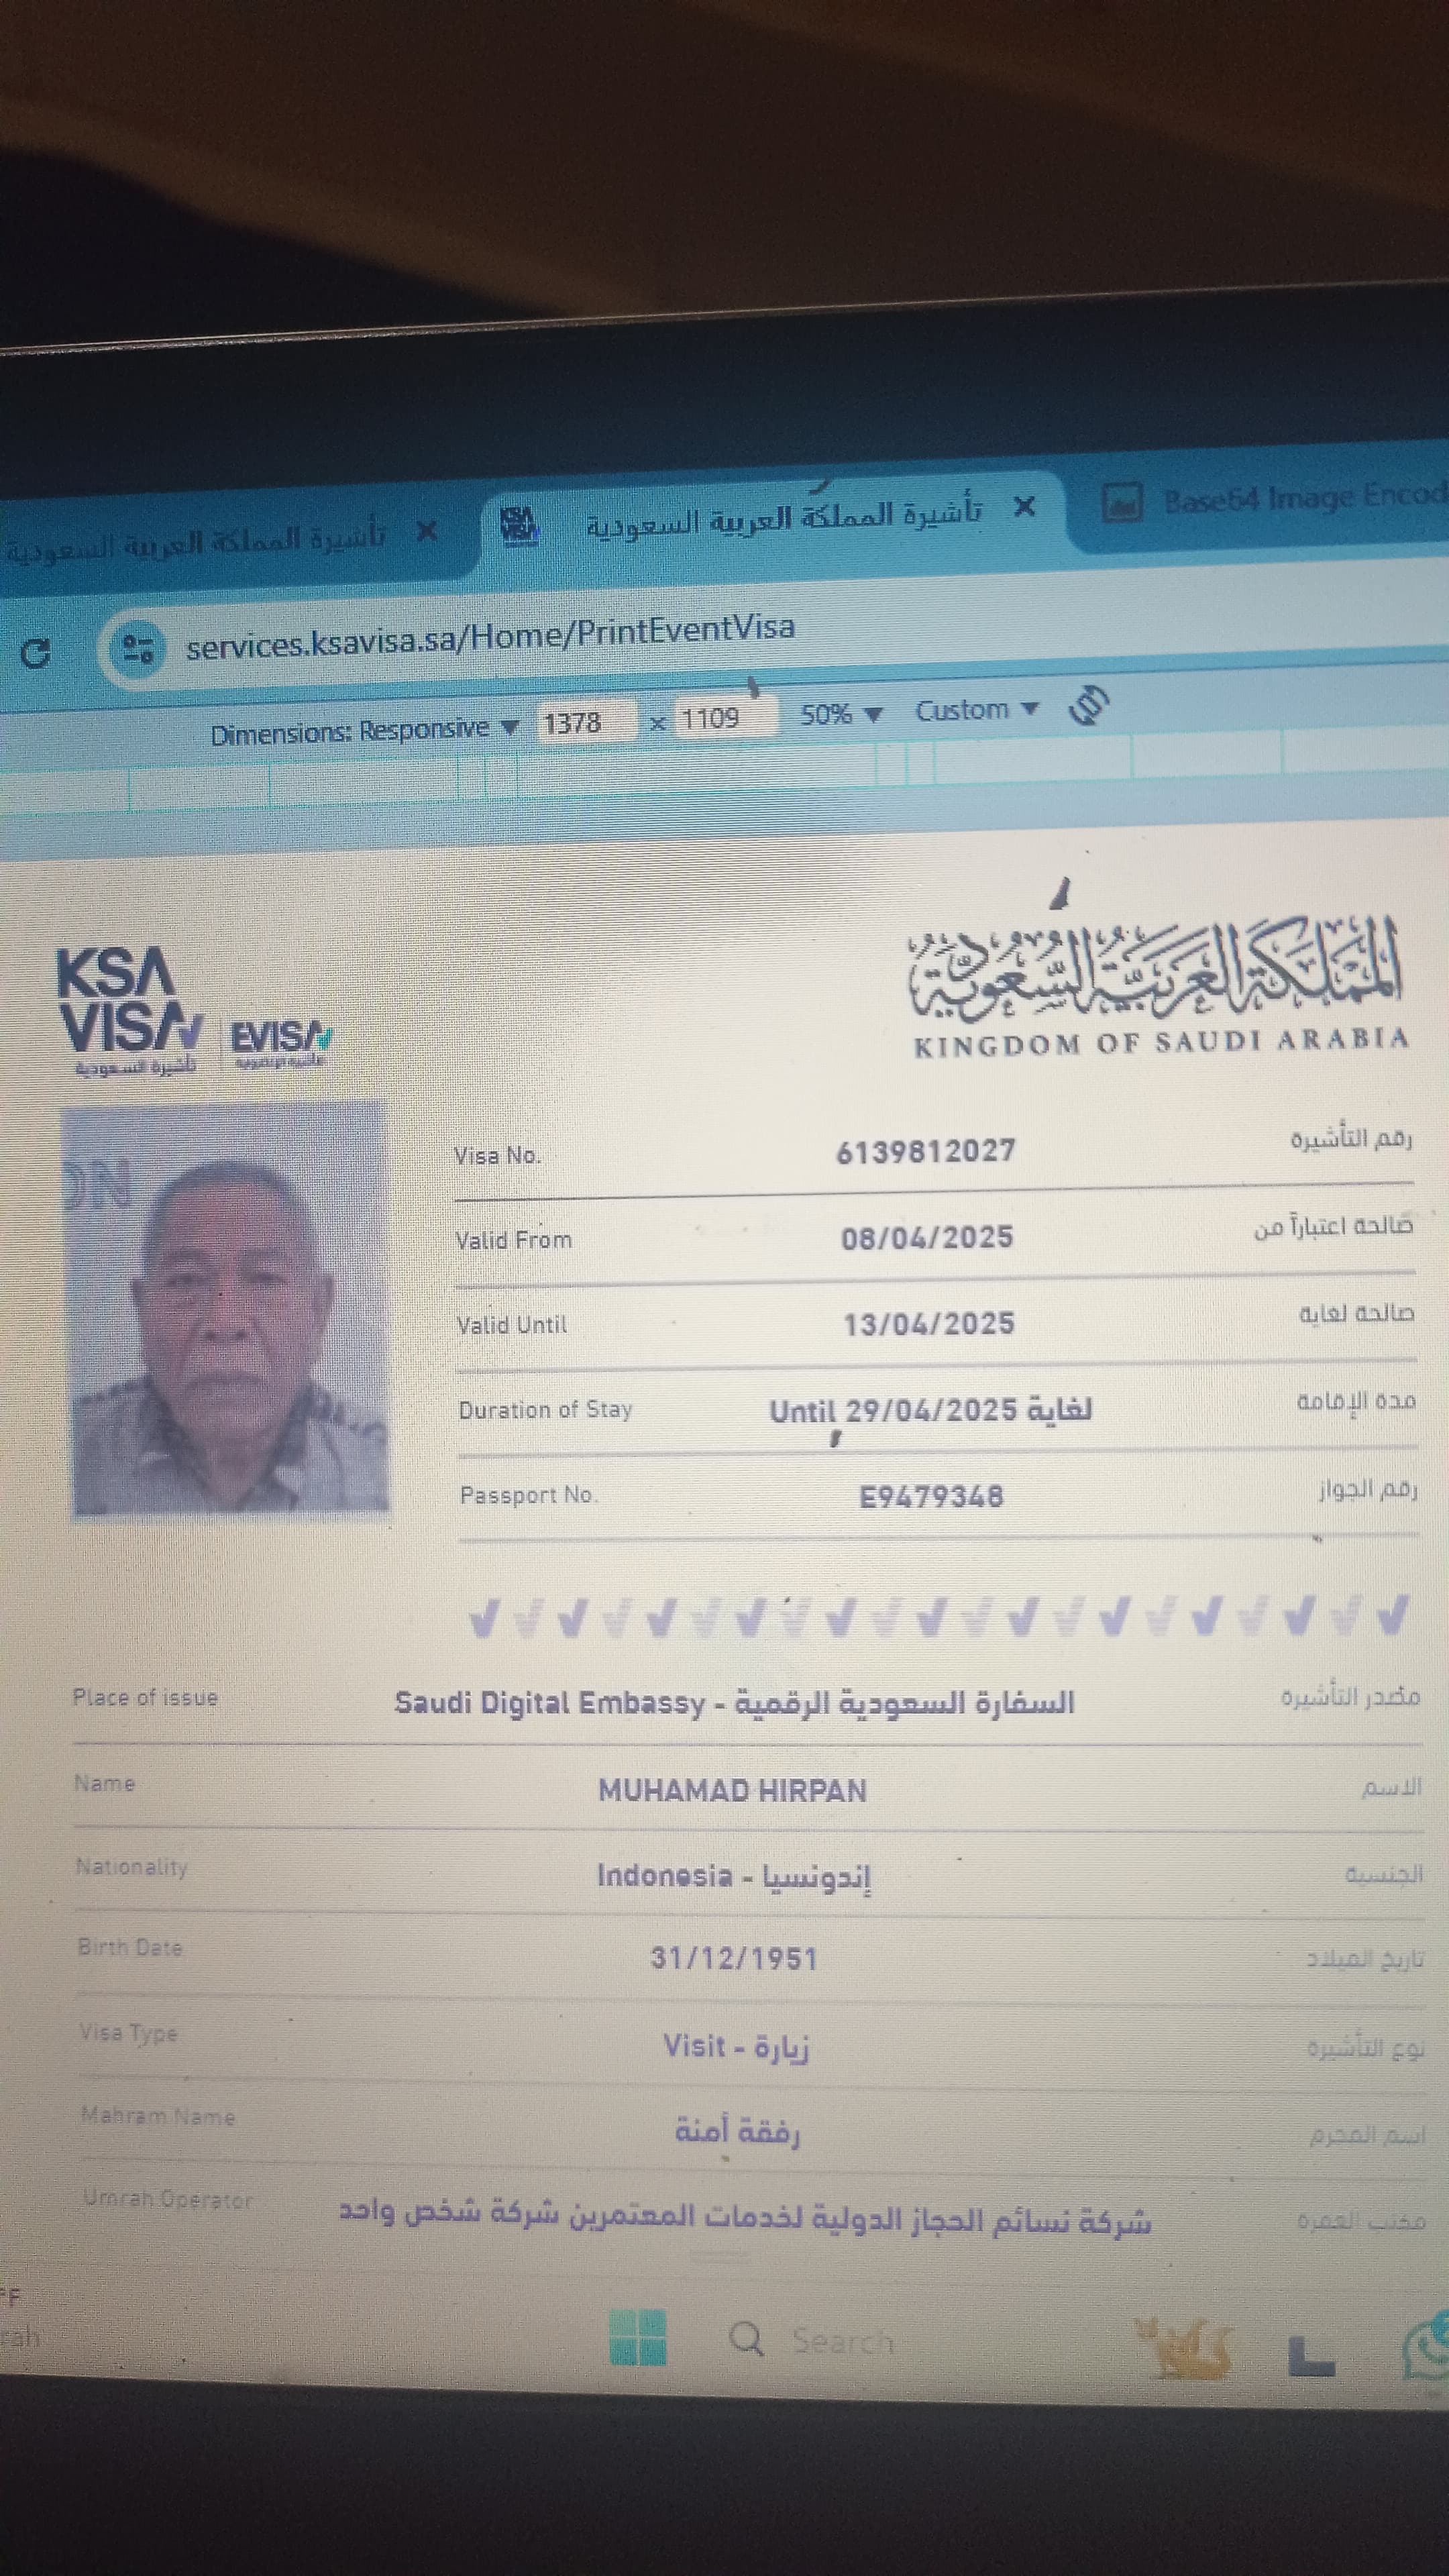 تأشيرة المملكة العربية السعودية
تأشيرة المملكة العربية السعودية
Base64 Image Encod
services.ksavisa.sa/Home/PrintEventVisa
Dimensions: Responsive 1378 x 1109 50% Custom
KSA
VISA
تأشيرة السعودية
EVISA
المملكة العربية السعودية
KINGDOM OF SAUDI ARABIA
Visa No. 6139812027 رقم التأشيرة
Valid From 08/04/2025 صالحة اعتباراً من
Valid Until 13/04/2025 صالحة لغاية
Duration of Stay Until 29/04/2025 لغاية مدة الإقامة
Passport No. E9479348 رقم الجواز
Place of issue Saudi Digital Embassy - السفارة السعودية الرقمية مصدر التأشيرة
Name MUHAMAD HIRPAN الاسم
Nationality Indonesia - إندونسيا الجنسية
Birth Date 31/12/1951 تاريخ الميلاد
Visa Type Visit - زيارة نوع التأشيرة
Mahram Name رفقة أمنة اسم المحرم
Umrah Operator شركة نسائم الحجاز الدولية لخدمات المعتمرين شركة شخص واحد مكتب العمرة
Search